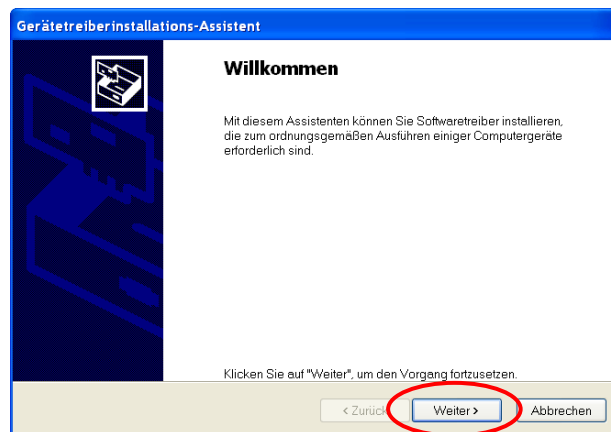 Gerätetreiberinstallations-Assistent
Willkommen
Mit diesem Assistenten können Sie Softwaretreiber installieren,
die zum ordnungsgemäßen Ausführen einiger Computergeräte
erforderlich sind.
Klicken Sie auf "Weiter", um den Vorgang fortzusetzen.
< Zurück Weiter > Abbrechen